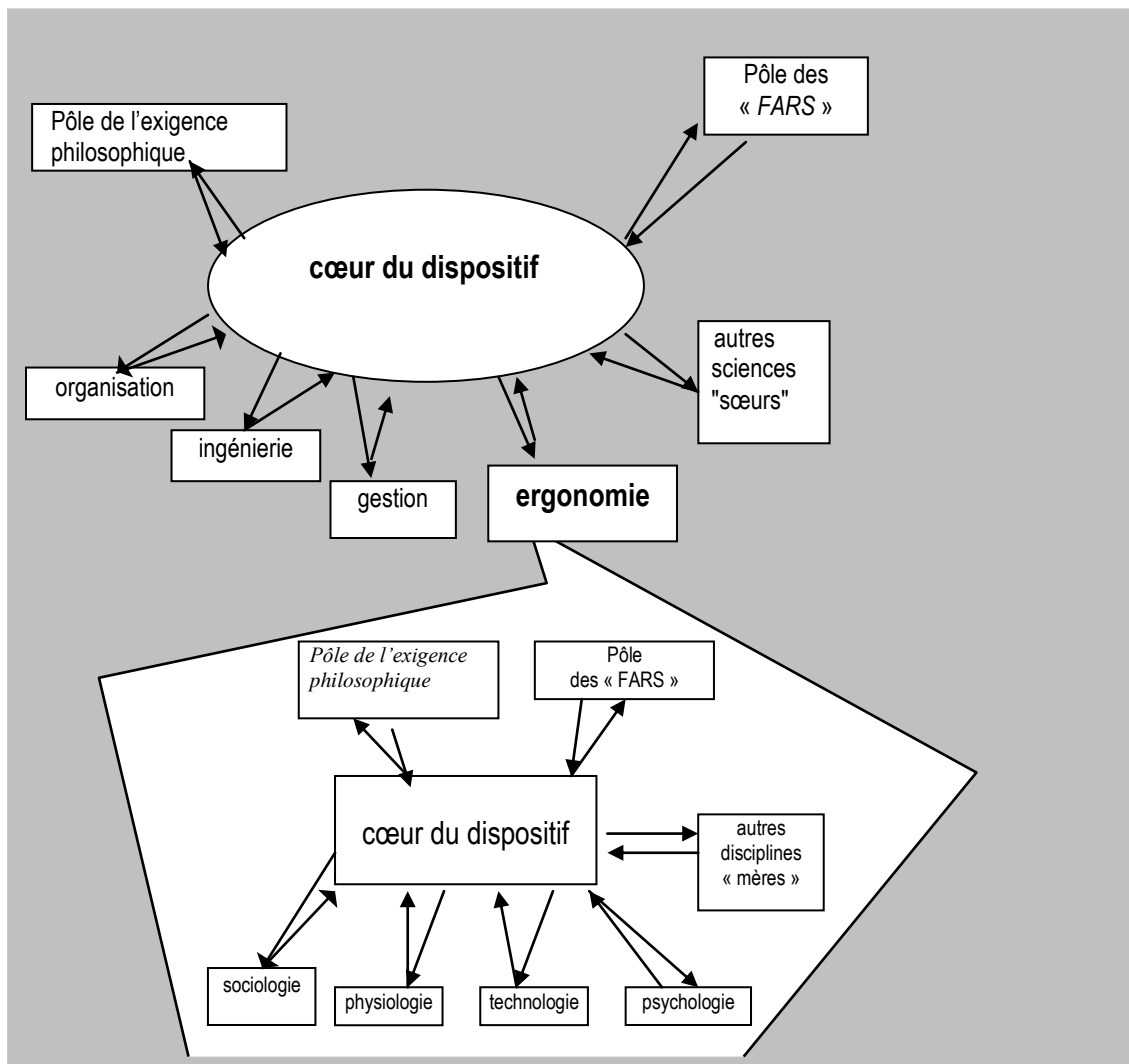 Pôle des
« FARS »
Pôle de l’exigence
philosophique
cœur du dispositif
autres
sciences
"sœurs"
organisation
ingénierie
gestion
ergonomie
Pôle de l’exigence
philosophique
Pôle
des « FARS »
cœur du dispositif
autres
disciplines
« mères »
sociologie
physiologie
technologie
psychologie